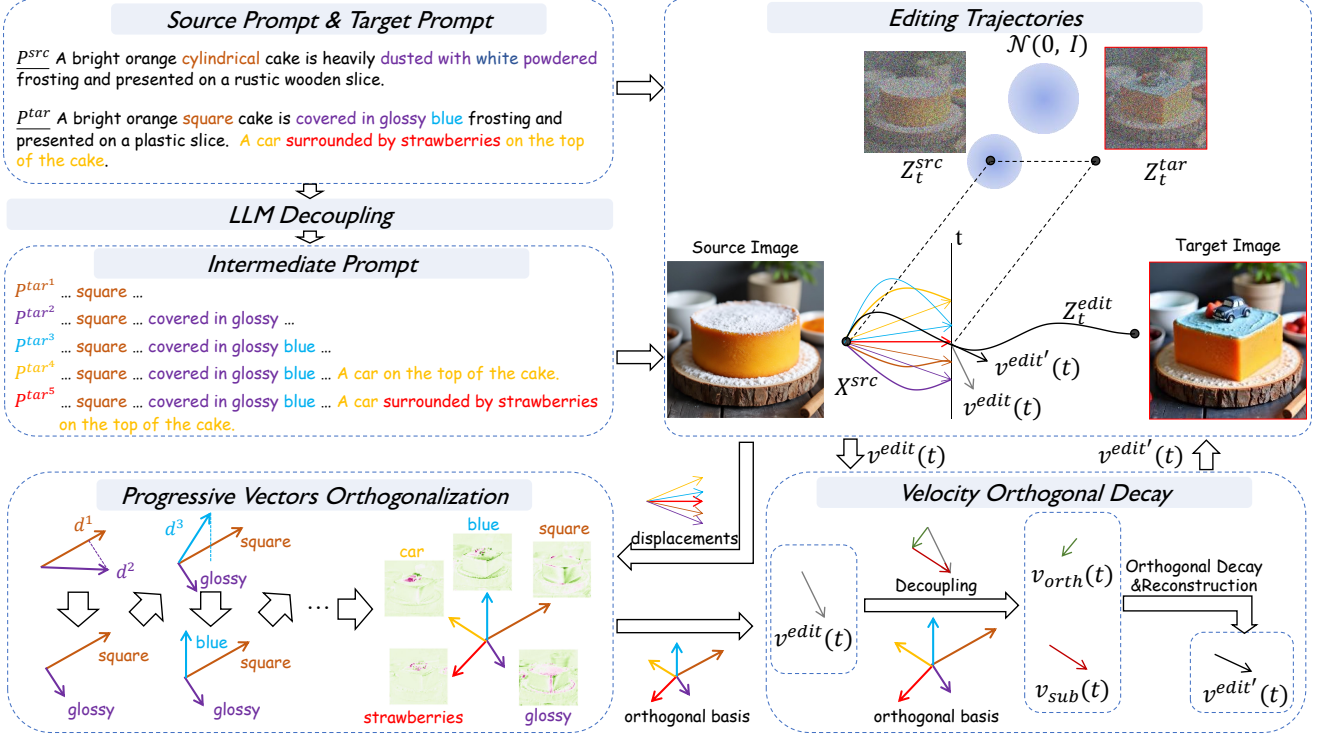 Source Prompt & Target Prompt
P^src A bright orange cylindrical cake is heavily dusted with white powdered
frosting and presented on a rustic wooden slice.
P^tar A bright orange square cake is covered in glossy blue frosting and
presented on a plastic slice. A car surrounded by strawberries on the top
of the cake.
LLM Decoupling
Intermediate Prompt
P^tar¹ ... square ...
P^tar² ... square ... covered in glossy ...
P^tar³ ... square ... covered in glossy blue ...
P^tar⁴ ... square ... covered in glossy blue ... A car on the top of the cake.
P^tar⁵ ... square ... covered in glossy blue ... A car surrounded by strawberries
on the top of the cake.
Editing Trajectories
𝒩(0, I)
Z_t^src
Z_t^tar
Source Image
t
Target Image
Z_t^edit
X^src
v^edit′(t)
v^edit(t)
v^edit(t)
v^edit′(t)
Progressive Vectors Orthogonalization
d¹
d²
d³
square
glossy
square
glossy
blue
square
glossy
car
blue
square
strawberries
glossy
displacements
orthogonal basis
Velocity Orthogonal Decay
v^edit(t)
Decoupling
orthogonal basis
v_orth(t)
v_sub(t)
Orthogonal Decay
&Reconstruction
v^edit′(t)